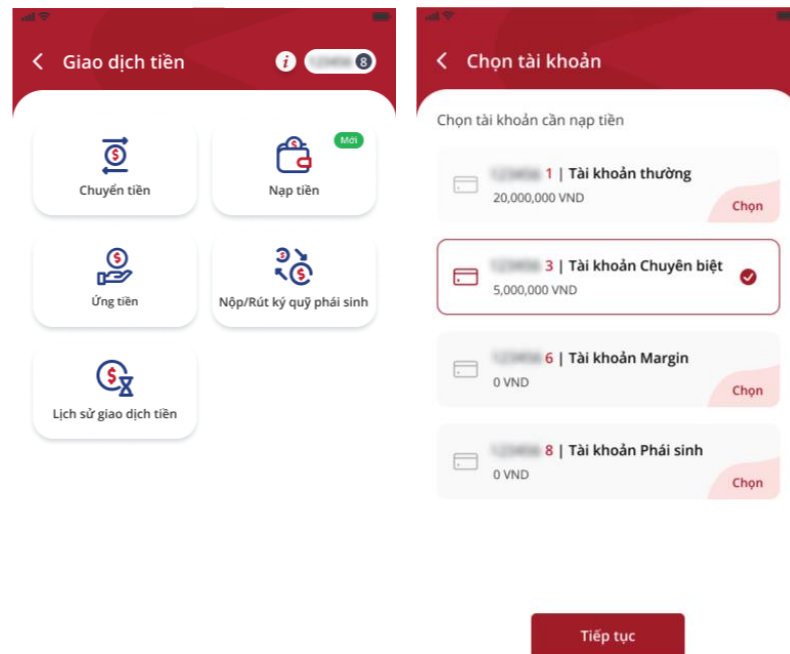 Giao dịch tiền
i
8
Chuyển tiền
Mới
Nạp tiền
Ứng tiền
Nộp/Rút ký quỹ phái sinh
Lịch sử giao dịch tiền
Chọn tài khoản
Chọn tài khoản cần nạp tiền
1 | Tài khoản thường
20,000,000 VND
Chọn
3 | Tài khoản Chuyên biệt
5,000,000 VND
6 | Tài khoản Margin
0 VND
Chọn
8 | Tài khoản Phái sinh
0 VND
Chọn
Tiếp tục